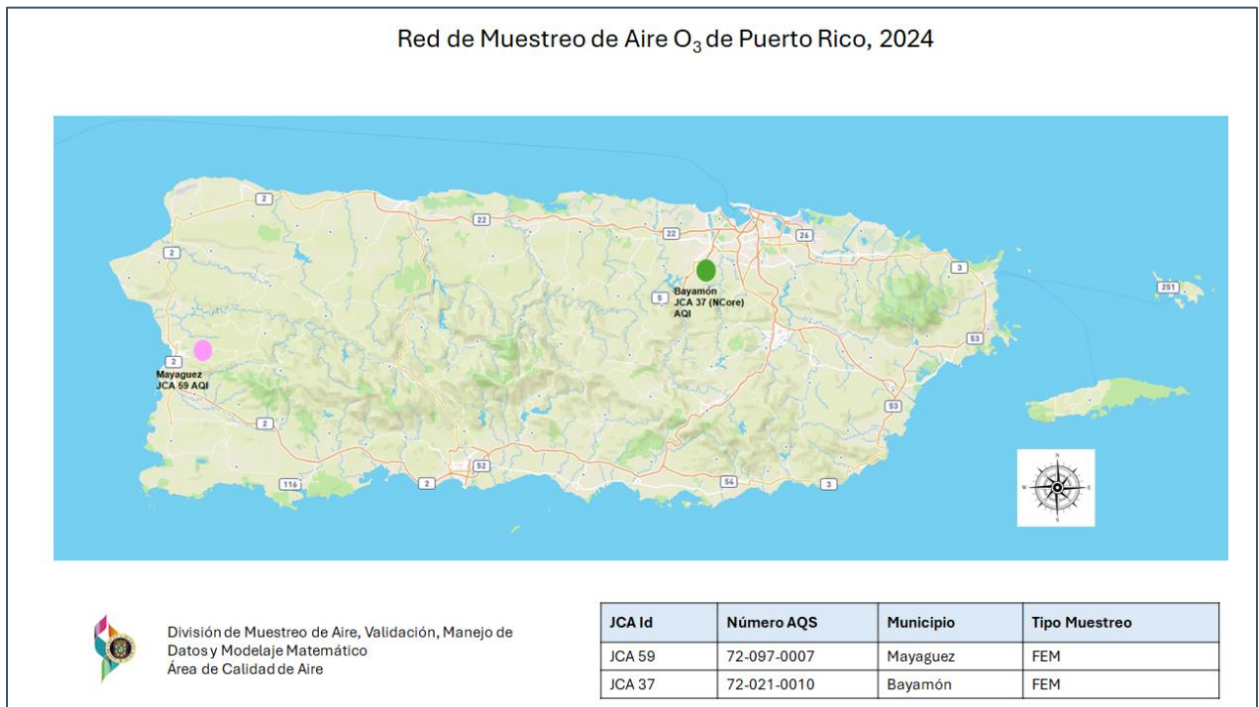 Red de Muestreo de Aire O₃ de Puerto Rico, 2024
2
22
22
26
2
3
251
5
Bayamón
JCA 37 (NCore)
AQI
53
2
Mayaguez
JCA 59 AQI
53
2
52
116
2
54
3
N
W
E
S
División de Muestreo de Aire, Validación, Manejo de
Datos y Modelaje Matemático
Área de Calidad de Aire
JCA Id Número AQS Municipio Tipo Muestreo
JCA 59 72-097-0007 Mayaguez FEM
JCA 37 72-021-0010 Bayamón FEM